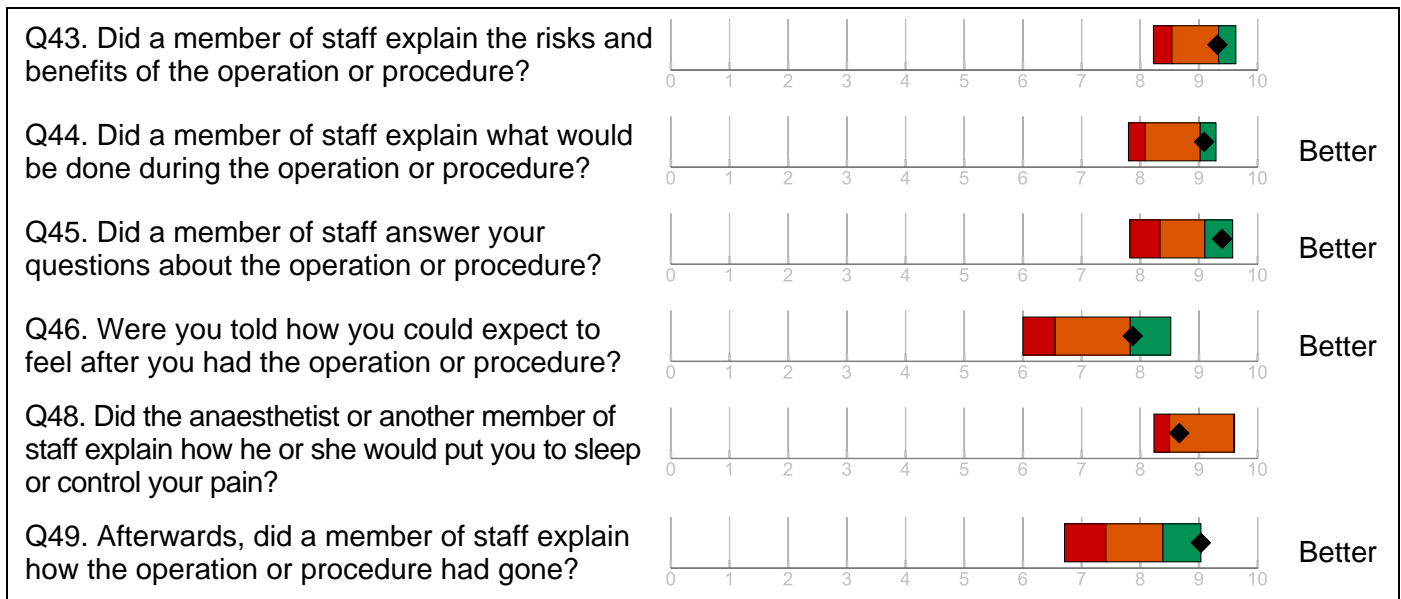 Q43. Did a member of staff explain the risks and
benefits of the operation or procedure?
0 1 2 3 4 5 6 7 8 9 10
Q44. Did a member of staff explain what would
be done during the operation or procedure?
0 1 2 3 4 5 6 7 8 9 10
Better
Q45. Did a member of staff answer your
questions about the operation or procedure?
0 1 2 3 4 5 6 7 8 9 10
Better
Q46. Were you told how you could expect to
feel after you had the operation or procedure?
0 1 2 3 4 5 6 7 8 9 10
Better
Q48. Did the anaesthetist or another member of
staff explain how he or she would put you to sleep
or control your pain?
0 1 2 3 4 5 6 7 8 9 10
Q49. Afterwards, did a member of staff explain
how the operation or procedure had gone?
0 1 2 3 4 5 6 7 8 9 10
Better